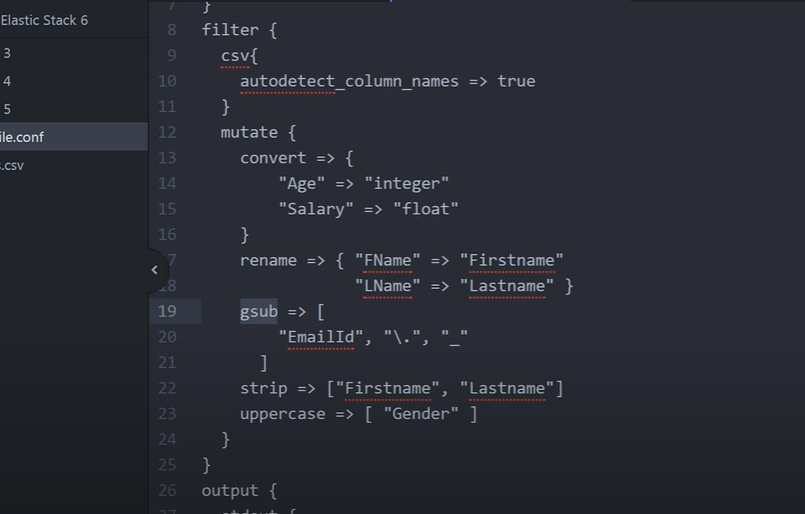 Elastic Stack 6
3
4
5
ile.conf
.csv
7 }
8 filter {
9 csv{
10 autodetect_column_names => true
11 }
12 mutate {
13 convert => {
14 "Age" => "integer"
15 "Salary" => "float"
16 }
7 rename => { "FName" => "Firstname"
18 "LName" => "Lastname" }
19 gsub => [
20 "EmailId", "\.", "_"
21 ]
22 strip => ["Firstname", "Lastname"]
23 uppercase => [ "Gender" ]
24 }
25 }
26 output {
27 stdout {